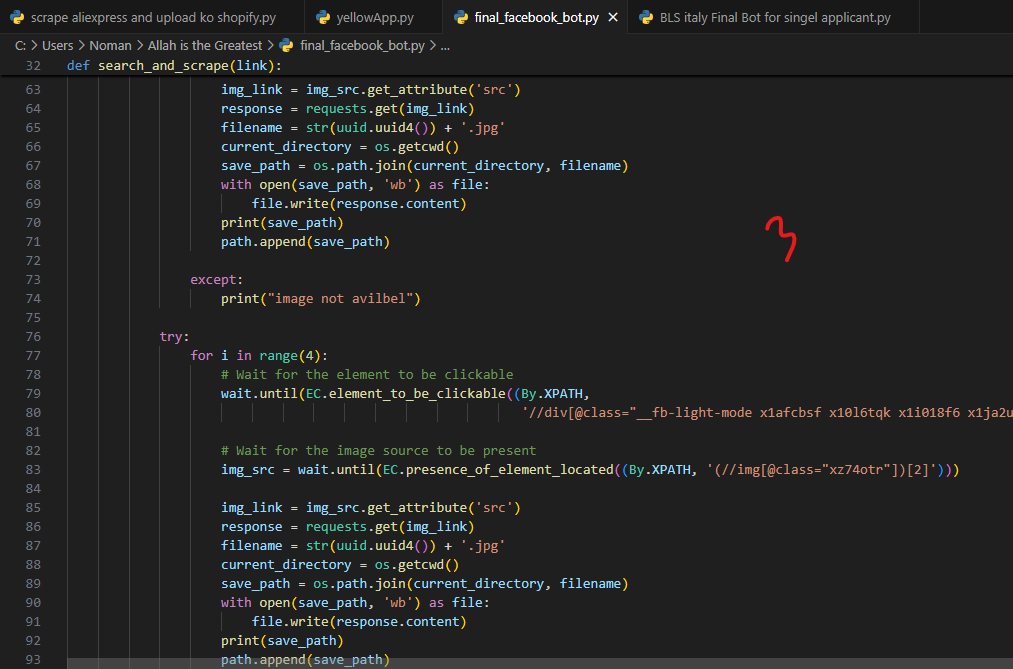 scrape aliexpress and upload ko shopify.py yellowApp.py final_facebook_bot.py BLS italy Final Bot for singel applicant.py
C: > Users > Noman > Allah is the Greatest > final_facebook_bot.py > ...
32 def search_and_scrape(link):
63 img_link = img_src.get_attribute('src')
64 response = requests.get(img_link)
65 filename = str(uuid.uuid4()) + '.jpg'
66 current_directory = os.getcwd()
67 save_path = os.path.join(current_directory, filename)
68 with open(save_path, 'wb') as file:
69 file.write(response.content)
70 print(save_path)
71 path.append(save_path)
72
73 except:
74 print("image not avilbel")
75
76 try:
77 for i in range(4):
78 # Wait for the element to be clickable
79 wait.until(EC.element_to_be_clickable((By.XPATH,
80 '//div[@class="__fb-light-mode x1afcbsf x10l6tqk x1i018f6 x1ja2u
81
82 # Wait for the image source to be present
83 img_src = wait.until(EC.presence_of_element_located((By.XPATH, '(//img[@class="xz74otr"])[2]')))
84
85 img_link = img_src.get_attribute('src')
86 response = requests.get(img_link)
87 filename = str(uuid.uuid4()) + '.jpg'
88 current_directory = os.getcwd()
89 save_path = os.path.join(current_directory, filename)
90 with open(save_path, 'wb') as file:
91 file.write(response.content)
92 print(save_path)
93 path.append(save_path)
3